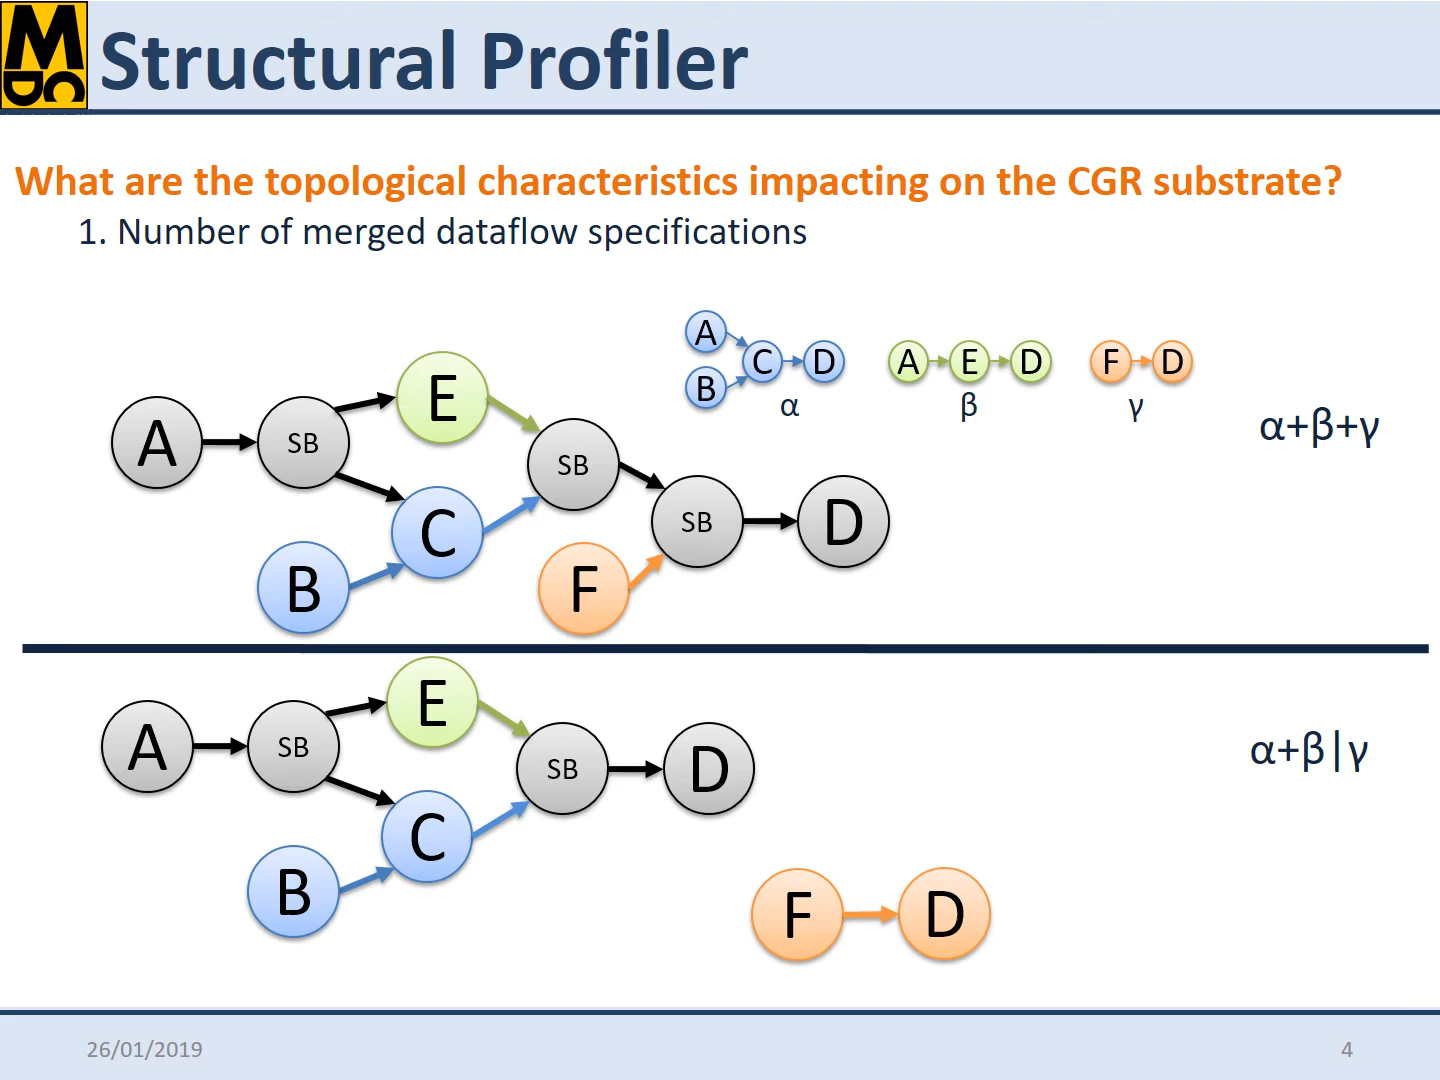 MDC
Structural Profiler
What are the topological characteristics impacting on the CGR substrate?
1. Number of merged dataflow specifications
A
B
C
D
α
A
E
D
β
F
D
γ
α+β+γ
A
SB
E
C
B
SB
F
SB
D
α+β|γ
A
SB
E
C
B
SB
D
F
D
26/01/2019
4